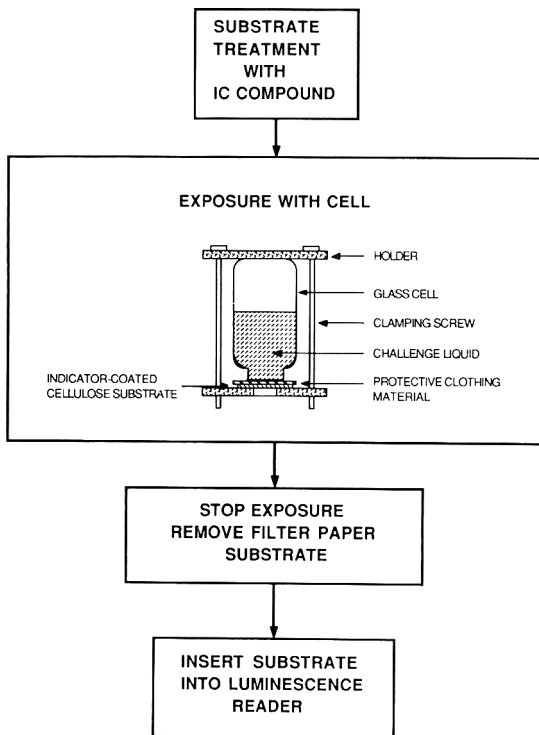 SUBSTRATE
TREATMENT
WITH
IC COMPOUND
EXPOSURE WITH CELL
HOLDER
GLASS CELL
CLAMPING SCREW
CHALLENGE LIQUID
INDICATOR-COATED
CELLULOSE SUBSTRATE
PROTECTIVE CLOTHING
MATERIAL
STOP EXPOSURE
REMOVE FILTER PAPER
SUBSTRATE
INSERT SUBSTRATE
INTO LUMINESCENCE
READER